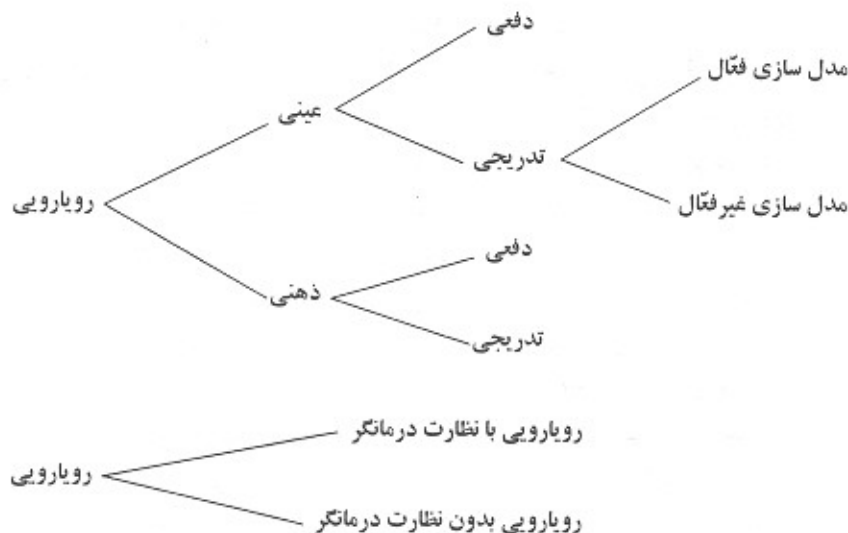 دفعی
مدل سازی فعّال
عینی
تدریجی
رویارویی
مدل سازی غیرفعّال
دفعی
ذهنی
تدریجی
رویارویی با نظارت درمانگر
رویارویی
رویارویی بدون نظارت درمانگر